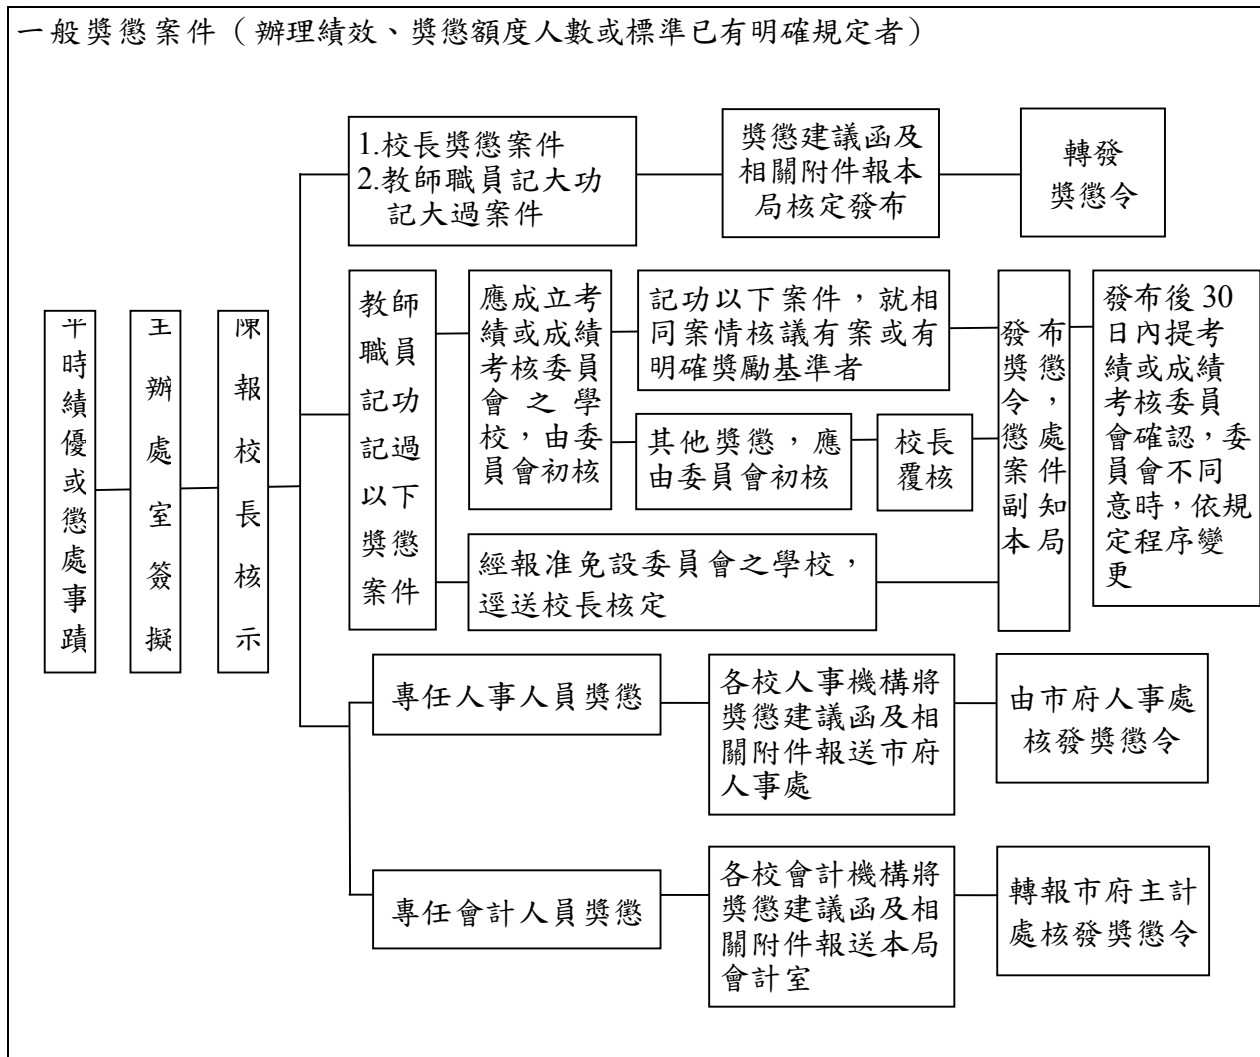 一般獎懲案件（辦理績效、獎懲額度人數或標準已有明確規定者）
平時績優或懲處事蹟
主辦處室簽擬
陳報校長核示
1.校長獎懲案件
2.教師職員記大功
記大過案件
獎懲建議函及
相關附件報本
局核定發布
轉發
獎懲令
教師
職員
記功
記過
以下
獎懲
案件
應成立考
績或成績
考核委員
會之學
校，由委
員會初核
記功以下案件，就相
同案情核議有案或有
明確獎勵基準者
其他獎懲，應
由委員會初核
校長
覆核
經報准免設委員會之學校，
逕送校長核定
發布
獎懲
令，
懲處
案件
副知
本局
發布後 30
日內提考
績或成績
考核委員
會確認，委
員會不同
意時，依規
定程序變
更
專任人事人員獎懲
各校人事機構將
獎懲建議函及相
關附件報送市府
人事處
由市府人事處
核發獎懲令
專任會計人員獎懲
各校會計機構將
獎懲建議函及相
關附件報送本局
會計室
轉報市府主計
處核發獎懲令